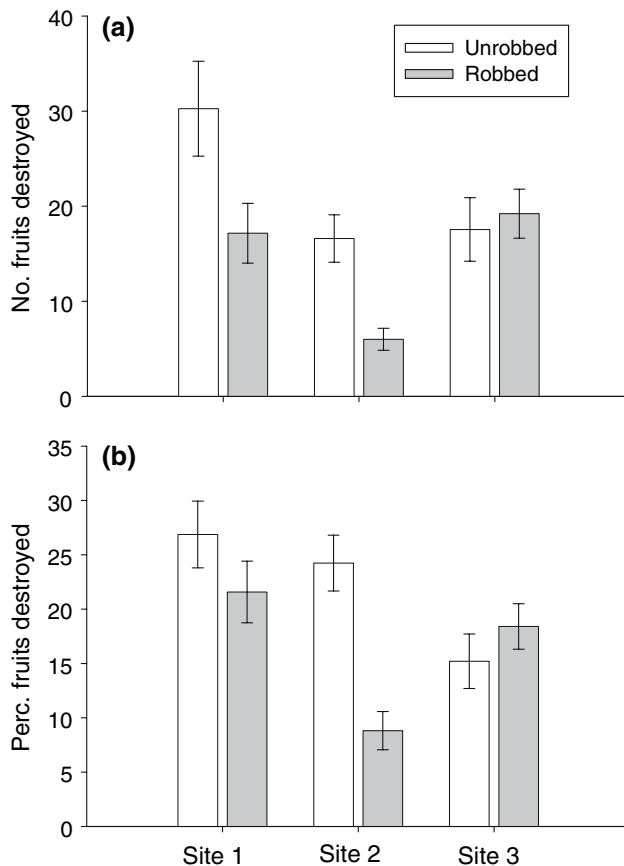 (a)
Unrobbed
Robbed
No. fruits destroyed
40
30
20
10
0
(b)
Perc. fruits destroyed
35
30
25
20
15
10
5
0
Site 1 Site 2 Site 3